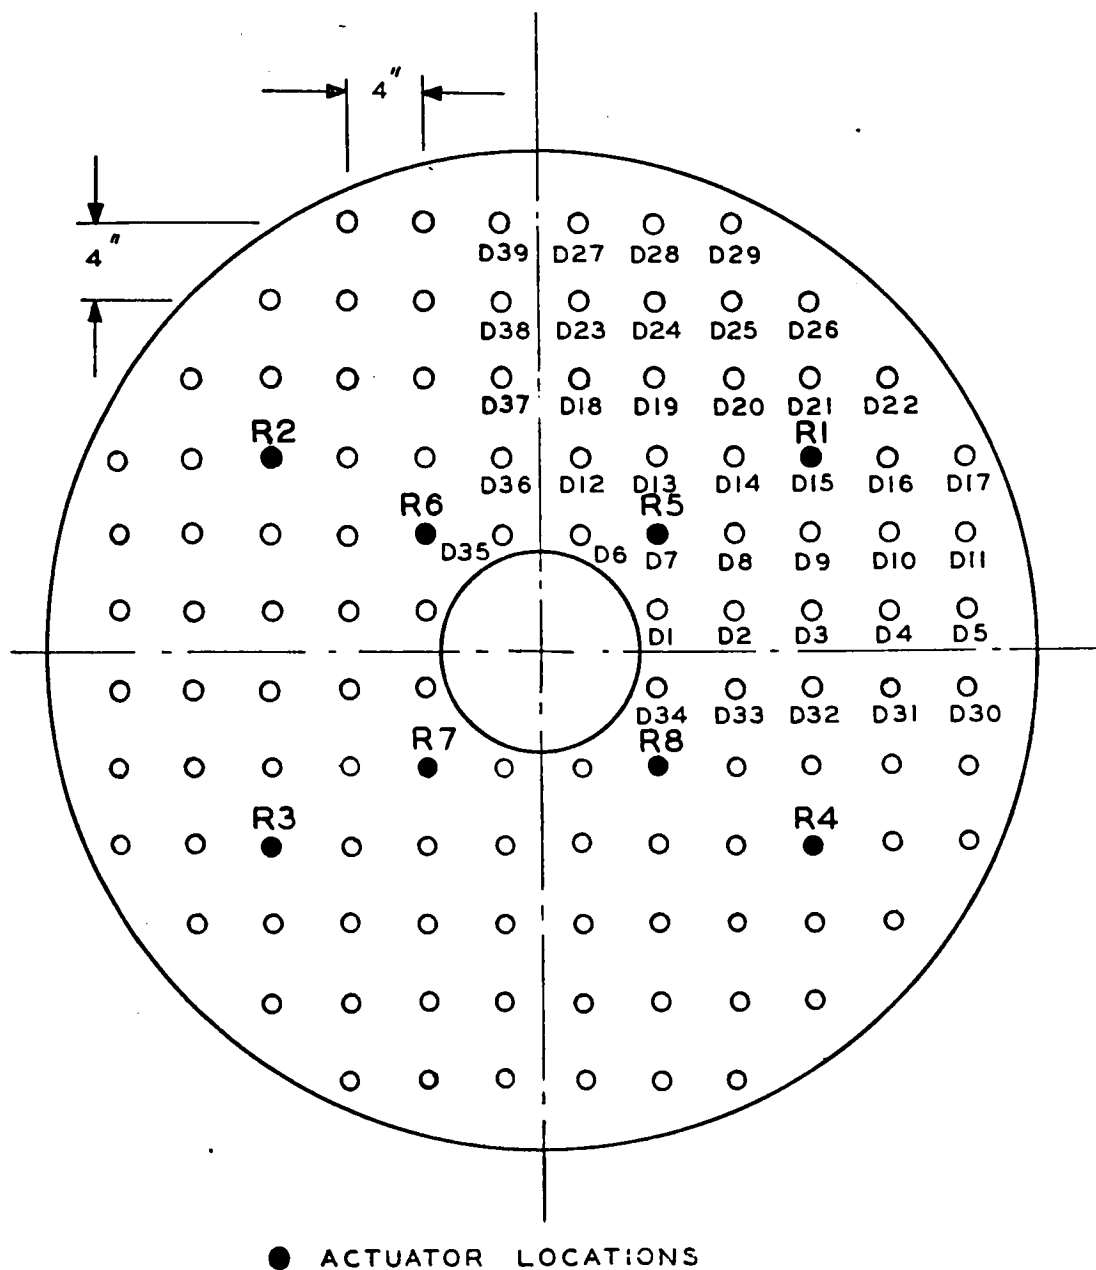 4"
4"
D39 D27 D28 D29
D38 D23 D24 D25 D26
D37 D18 D19 D20 D21 D22
R2 R1
D36 D12 D13 D14 D15 D16 D17
R6 R5
D35 D6 D7 D8 D9 D10 D11
D1 D2 D3 D4 D5
D34 D33 D32 D31 D30
R7 R8
R3 R4
ACTUATOR LOCATIONS